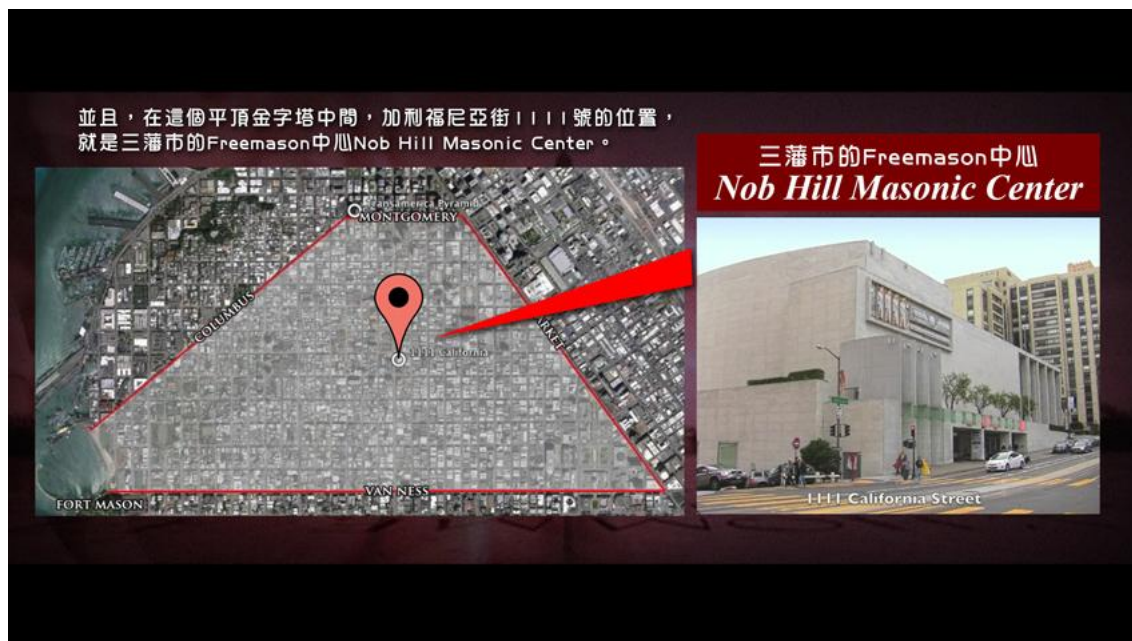 並且，在這個平頂金字塔中間，加利福尼亞街1111號的位置，
就是三藩市的Freemason中心Nob Hill Masonic Center。
三藩市的Freemason中心
Nob Hill Masonic Center
Transamerica Pyramid
MONTGOMERY
COLUMBUS
MARKET
1111 California
VAN NESS
FORT MASON
1111 California Street